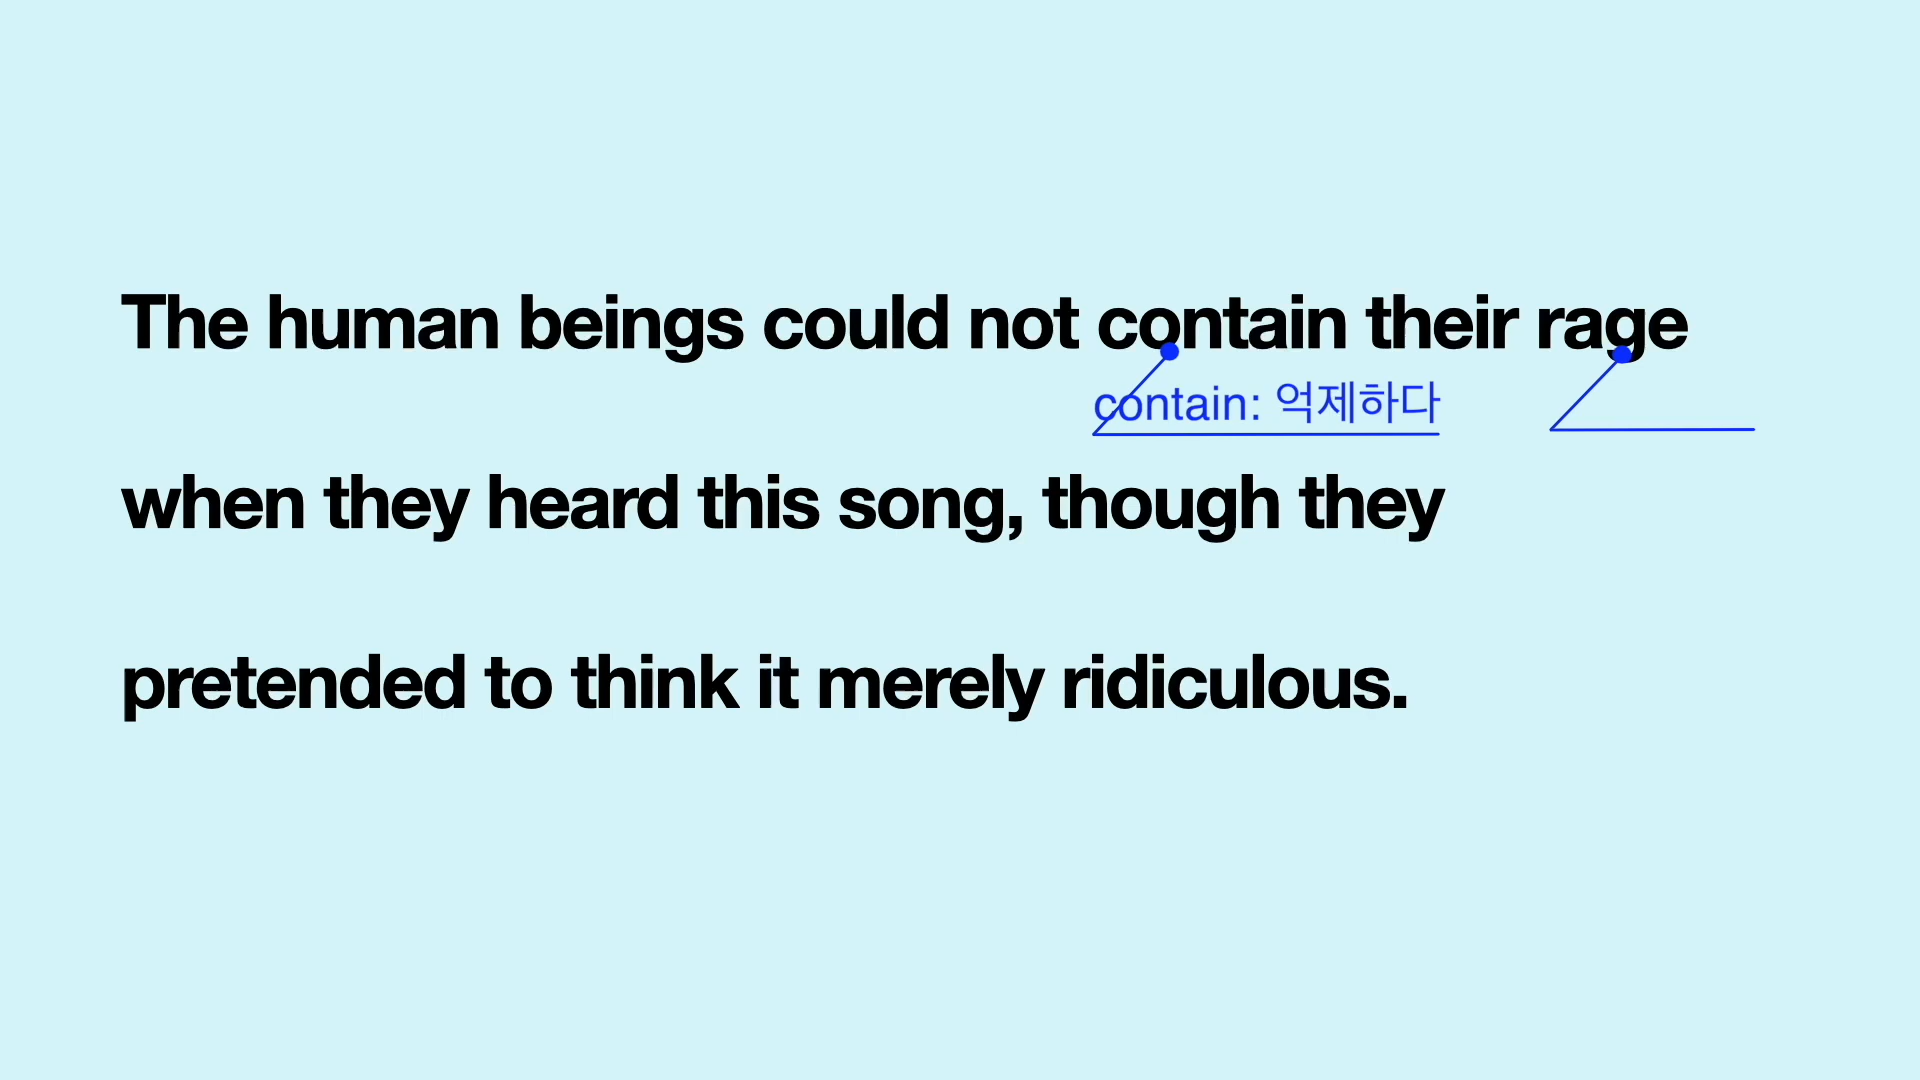 The human beings could not contain their rage
contain: 억제하다
when they heard this song, though they
pretended to think it merely ridiculous.